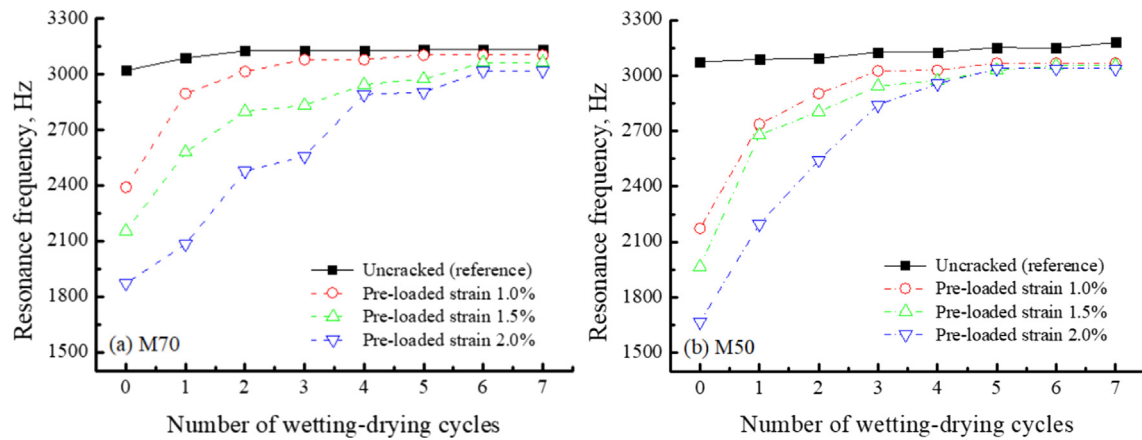 3300
3000
2700
2400
2100
1800
1500
Resonance frequency, Hz
Uncracked (reference)
Pre-loaded strain 1.0%
Pre-loaded strain 1.5%
Pre-loaded strain 2.0%
(a) M70
0 1 2 3 4 5 6 7
Number of wetting-drying cycles
3300
3000
2700
2400
2100
1800
1500
Resonance frequency, Hz
Uncracked (reference)
Pre-loaded strain 1.0%
Pre-loaded strain 1.5%
Pre-loaded strain 2.0%
(b) M50
0 1 2 3 4 5 6 7
Number of wetting-drying cycles